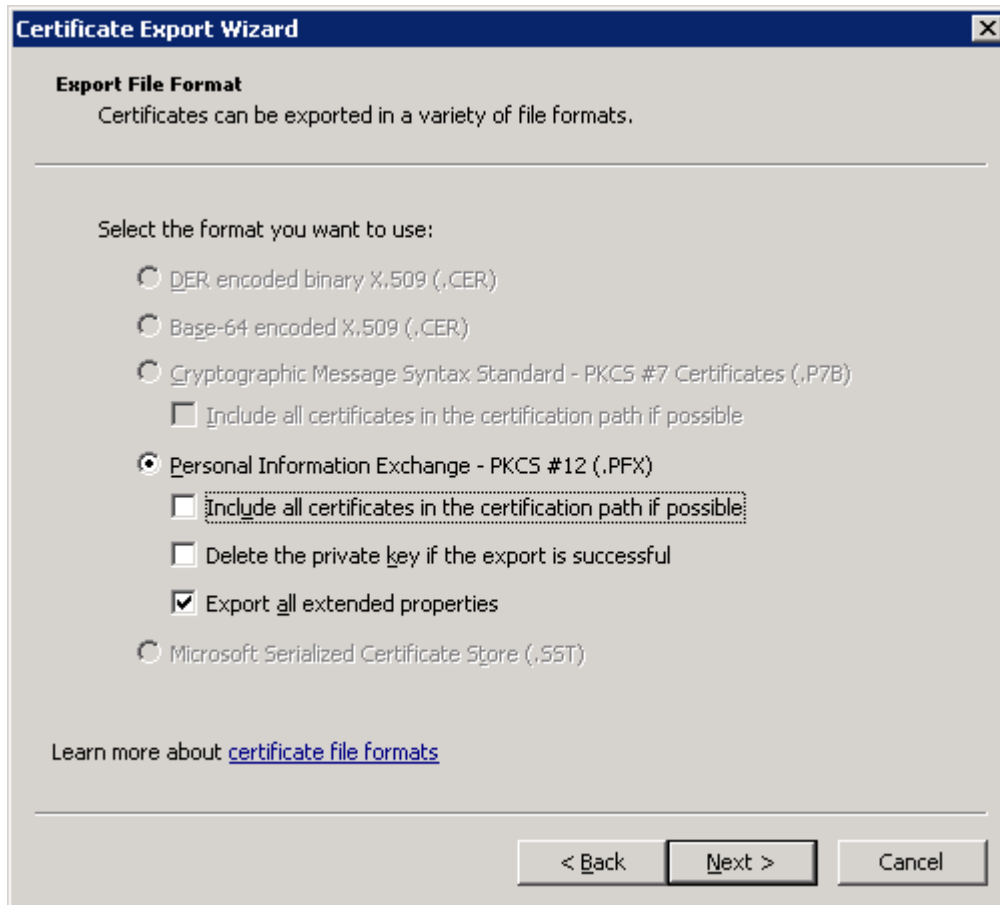 Certificate Export Wizard
Export File Format
Certificates can be exported in a variety of file formats.
Select the format you want to use:
DER encoded binary X.509 (.CER)
Base-64 encoded X.509 (.CER)
Cryptographic Message Syntax Standard - PKCS #7 Certificates (.P7B)
Include all certificates in the certification path if possible
Personal Information Exchange - PKCS #12 (.PFX)
Include all certificates in the certification path if possible
Delete the private key if the export is successful
Export all extended properties
Microsoft Serialized Certificate Store (.SST)
Learn more about certificate file formats
< Back Next > Cancel